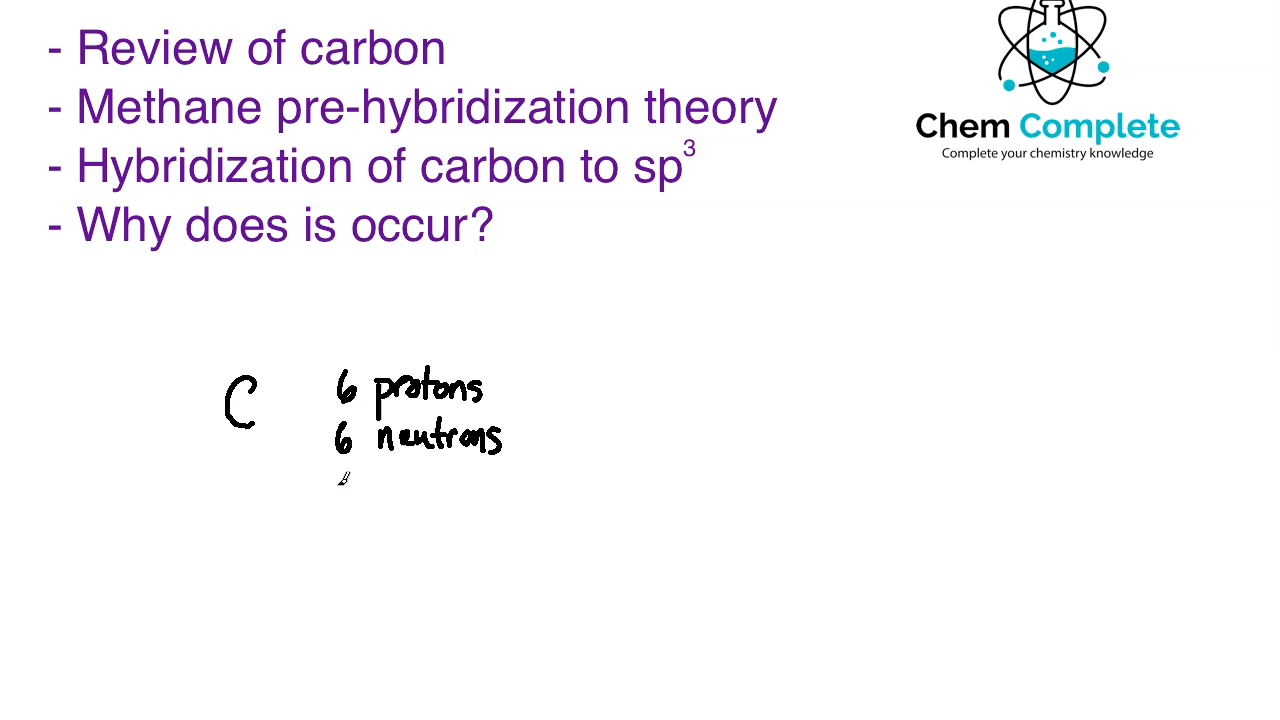 - Review of carbon
- Methane pre-hybridization theory
- Hybridization of carbon to sp³
- Why does is occur?
Chem Complete
Complete your chemistry knowledge
C 6 protons
6 neutrons